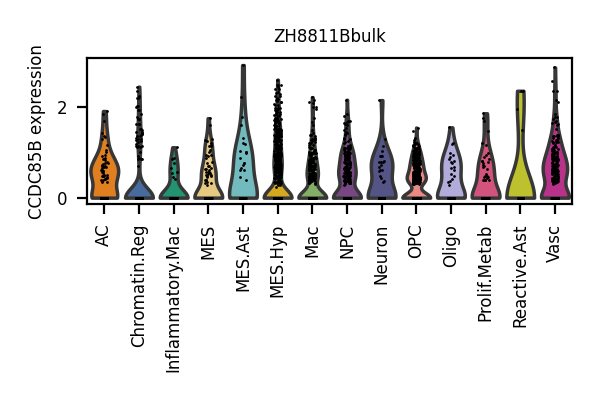 ZH8811Bbulk
CCDC85B expression
2
0
AC
Chromatin.Reg
Inflammatory.Mac
MES
MES.Ast
MES.Hyp
Mac
NPC
Neuron
OPC
Oligo
Prolif.Metab
Reactive.Ast
Vasc